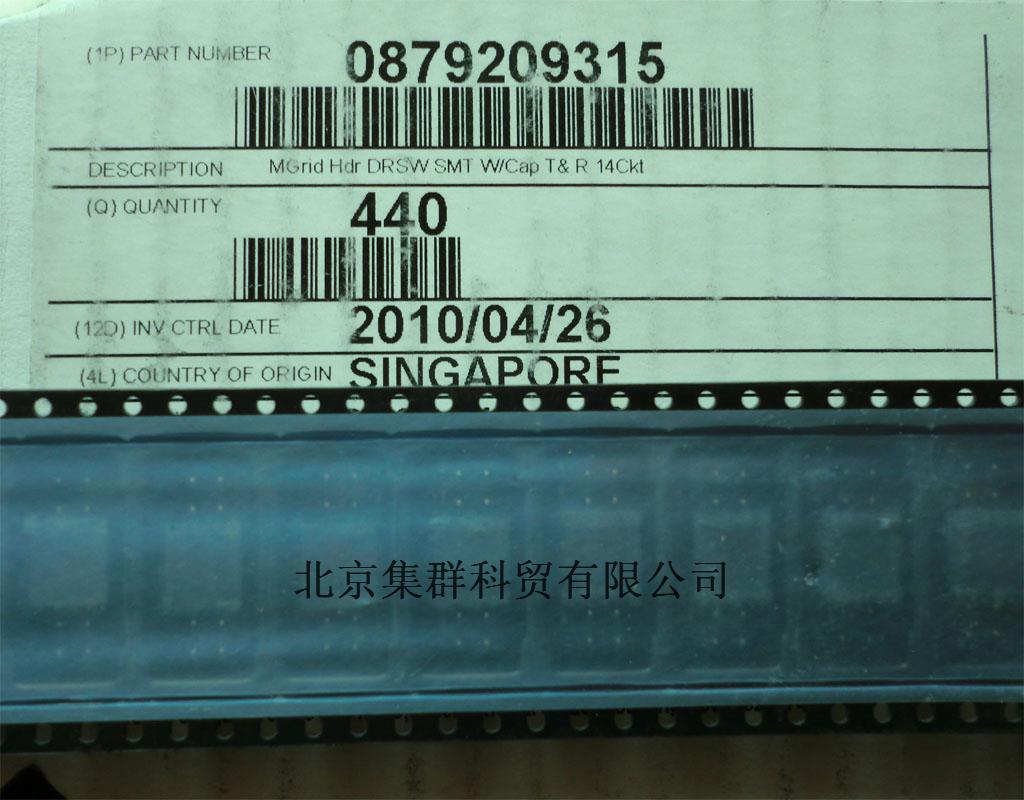 (1P) PART NUMBER 0879209315
DESCRIPTION MGrid Hdr DRSW SMT W/Cap T& R 14Ckt
(Q) QUANTITY 440
(12D) INV CTRL DATE 2010/04/26
(4L) COUNTRY OF ORIGIN SINGAPORE
北京集群科贸有限公司